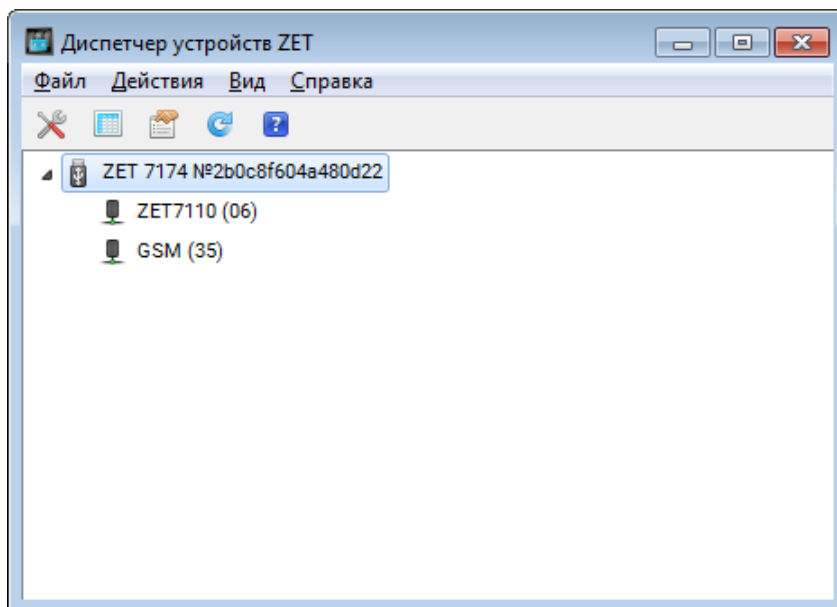 Диспетчер устройств ZET
Файл Действия Вид Справка
ZET 7174 №2b0c8f604a480d22
ZET7110 (06)
GSM (35)